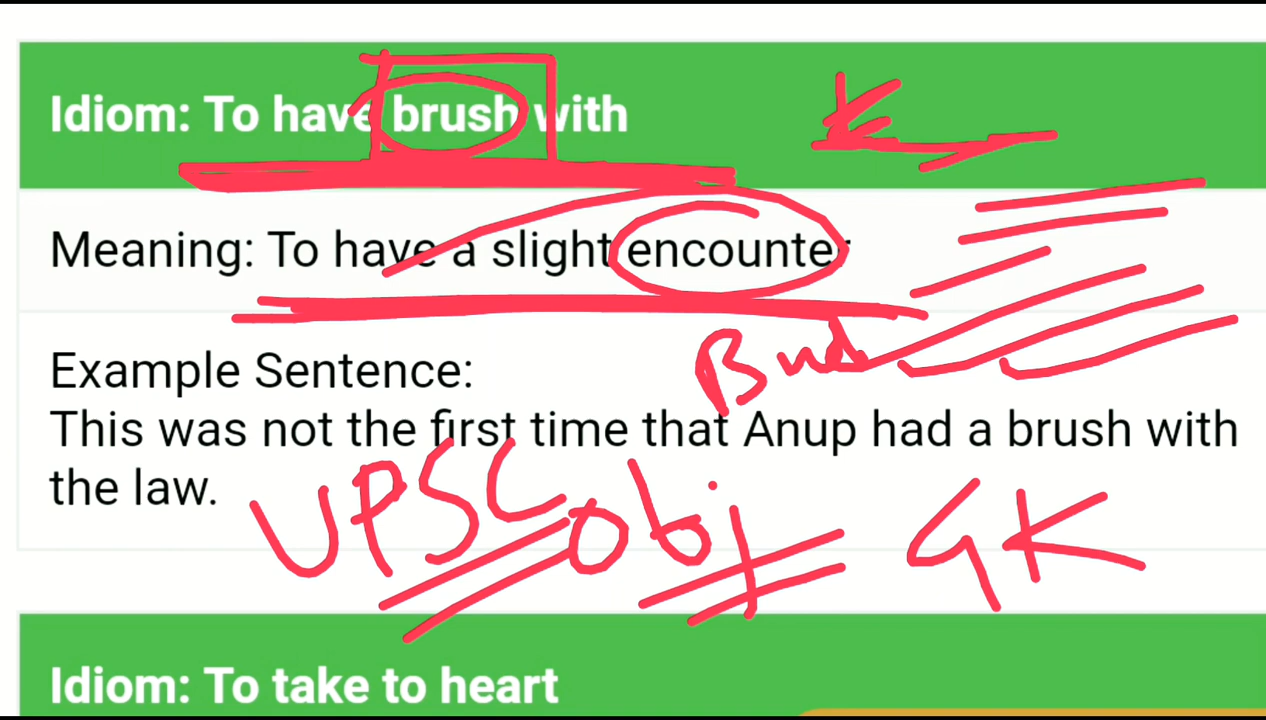 Idiom: To have brush with
Meaning: To have a slight encounter
Example Sentence:
This was not the first time that Anup had a brush with
the law.
UPSC Obj GK
Idiom: To take to heart